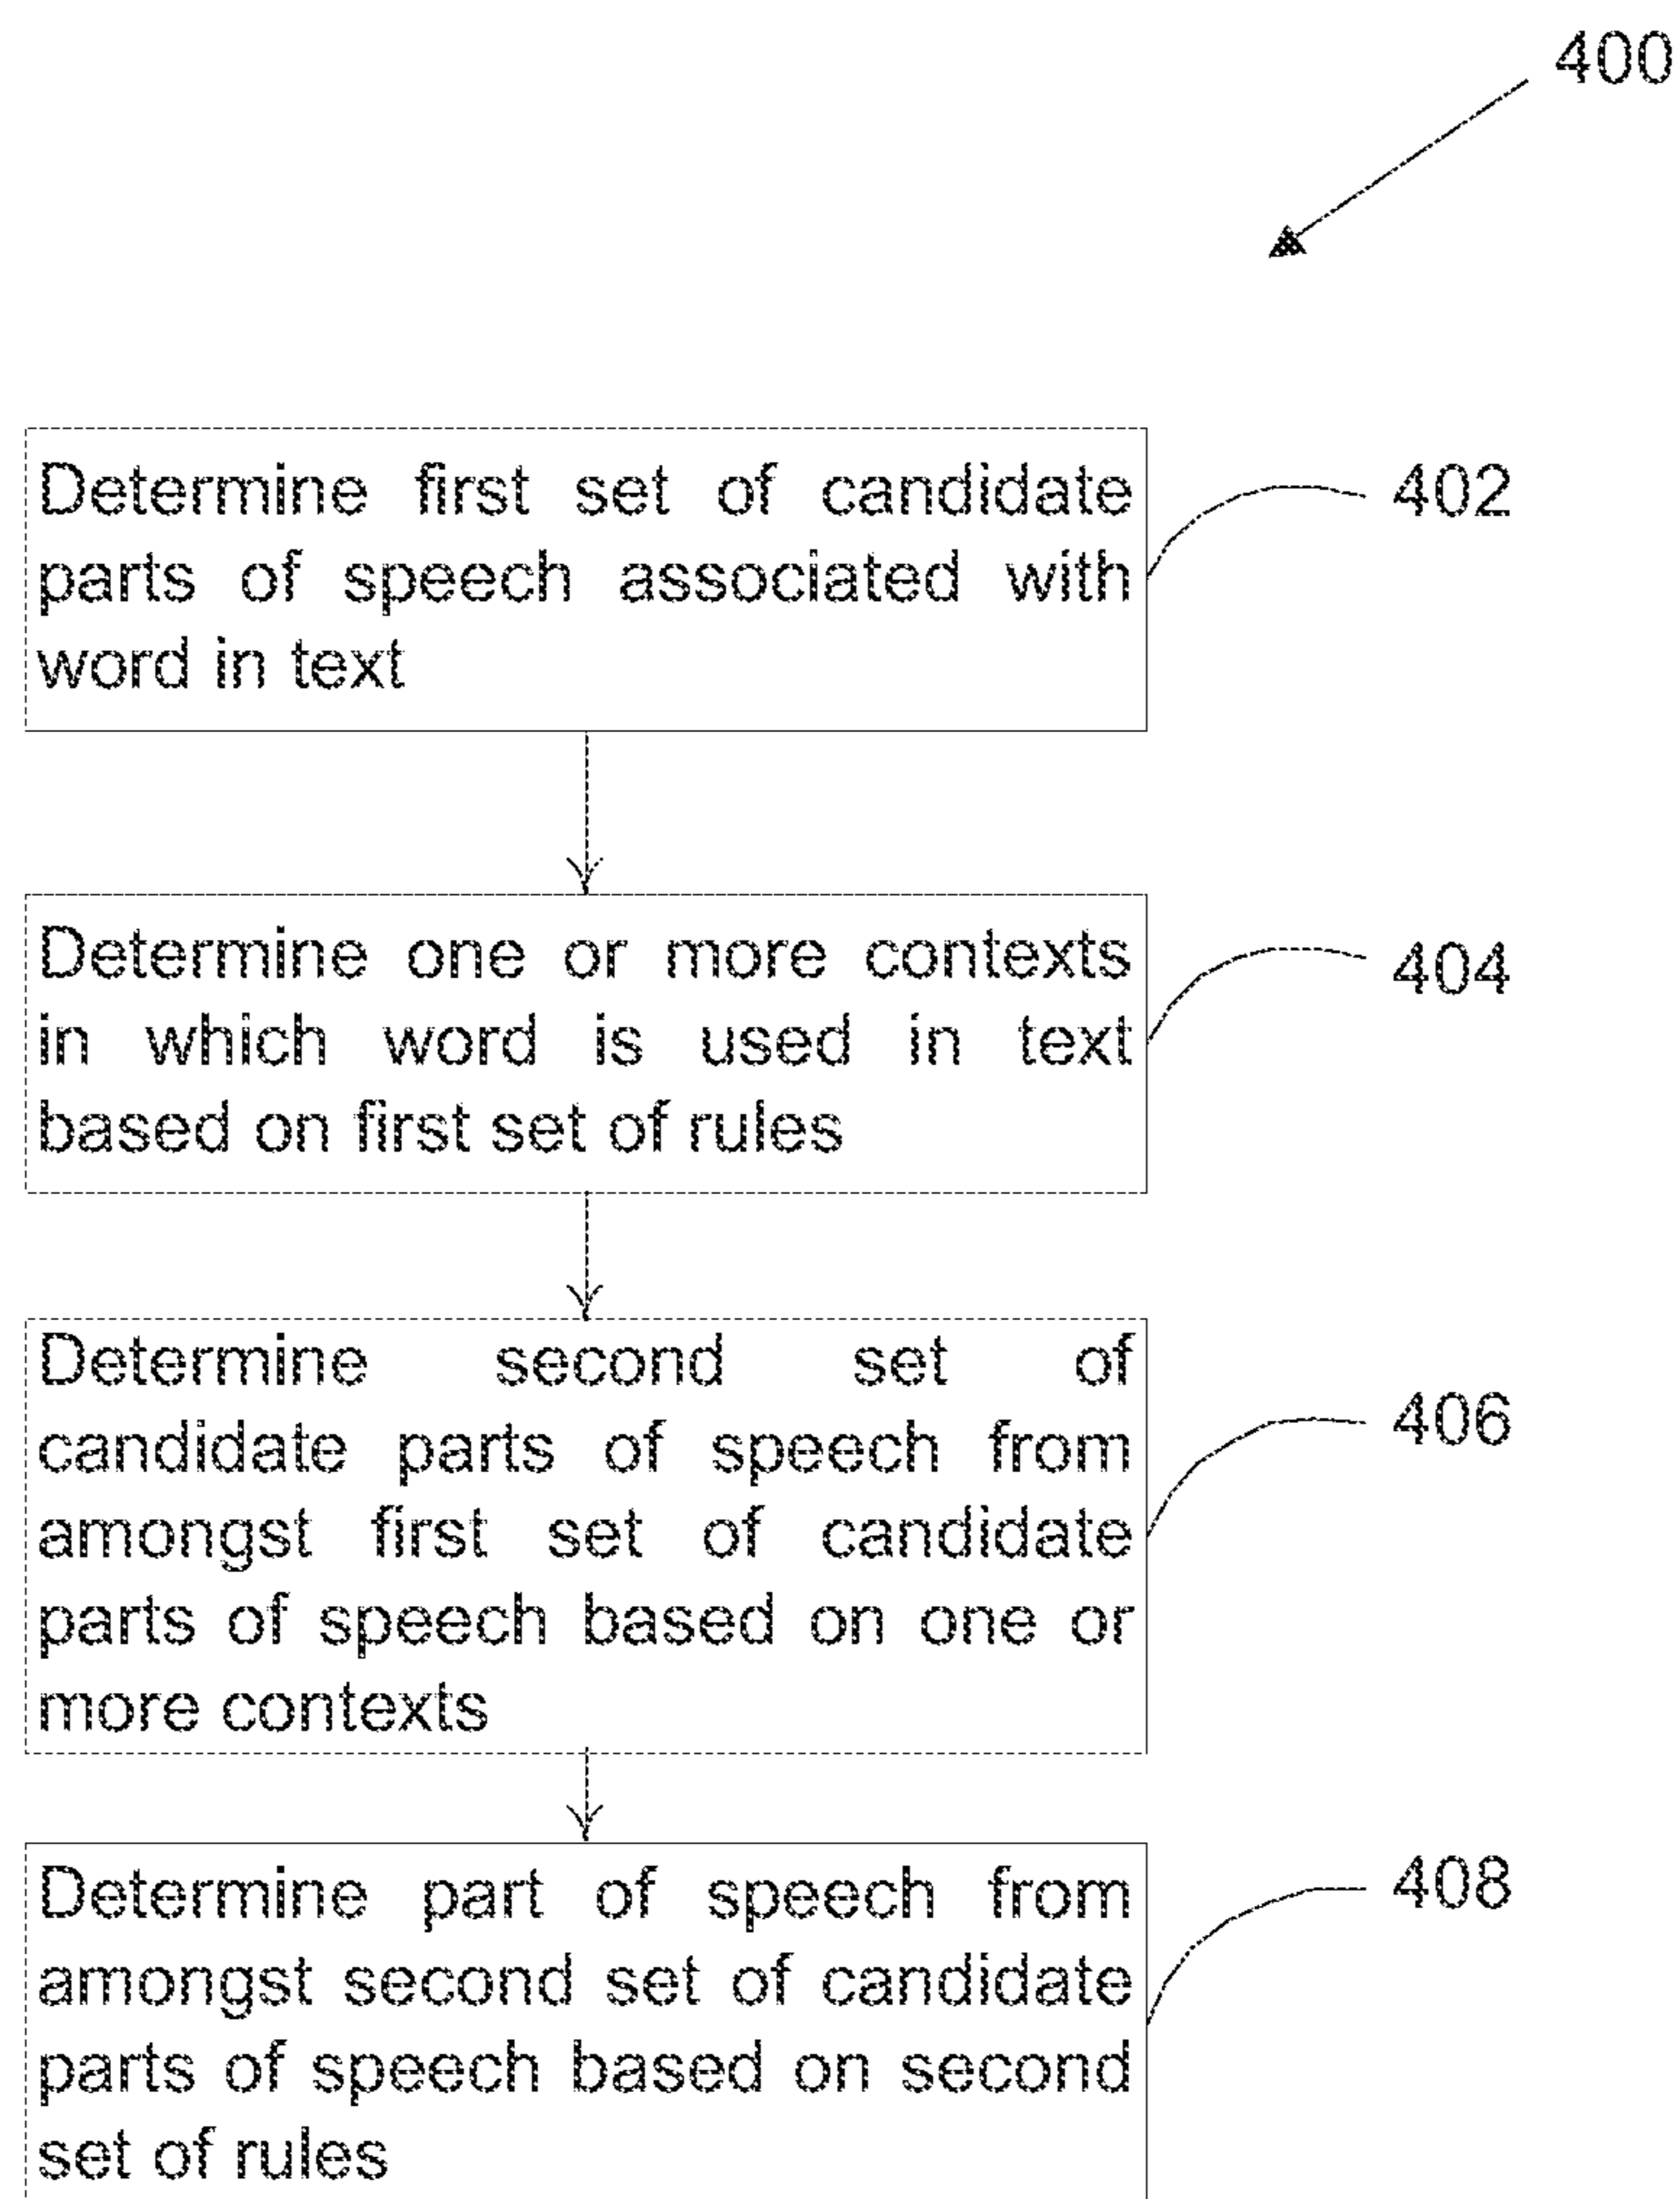 400
Determine first set of candidate
parts of speech associated with
word in text
402
Determine one or more contexts
in which word is used in text
based on first set of rules
404
Determine second set of
candidate parts of speech from
amongst first set of candidate
parts of speech based on one or
more contexts
406
Determine part of speech from
amongst second set of candidate
parts of speech based on second
set of rules
408